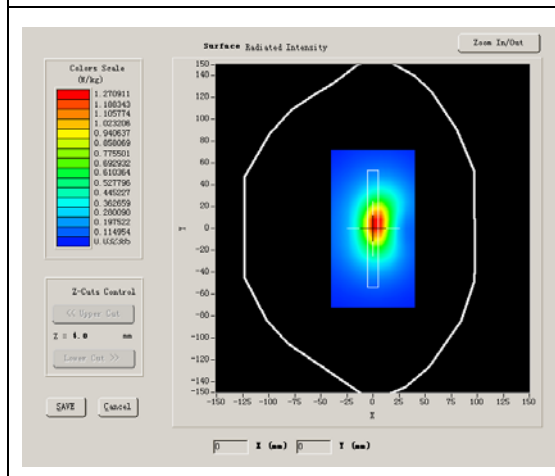 Surface Radiated Intensity
Zoom In/Out
Colors Scale
(W/kg)
1.270911
1.188343
1.105774
1.023206
0.940637
0.858069
0.775501
0.692932
0.610364
0.527796
0.445227
0.362659
0.280090
0.197522
0.114954
0.032385
Z-Cuts Control
<< Upper Cut
Z = 4.0 mm
Lower Cut >>
SAVE
Cancel
150
140
120
100
80
60
40
20
0
-20
-40
-60
-80
-100
-120
-140
-150
Y
-150 -125 -100 -75 -50 -25 0 25 50 75 100 125 150
X
0 X (mm) 0 Y (mm)